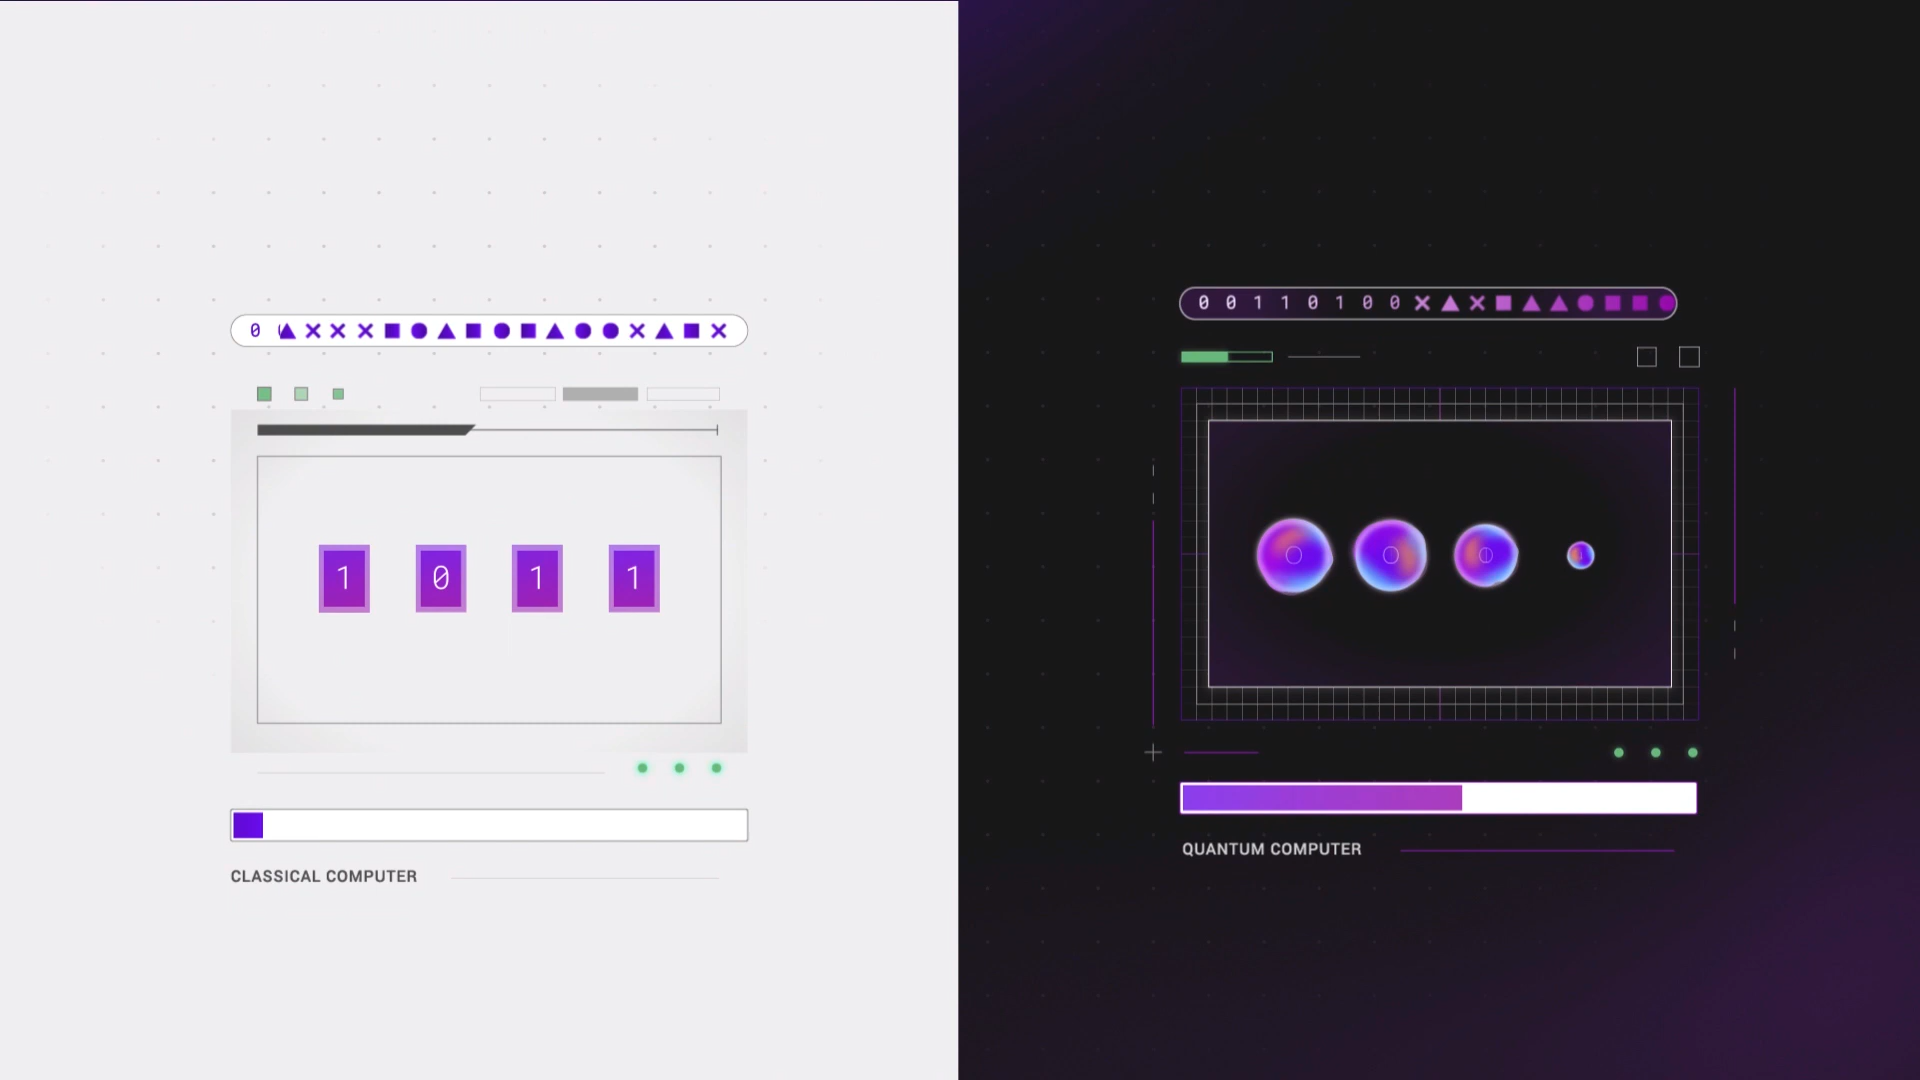 0
1 0 1 1
CLASSICAL COMPUTER
0 0 1 1 0 1 0 0
QUANTUM COMPUTER